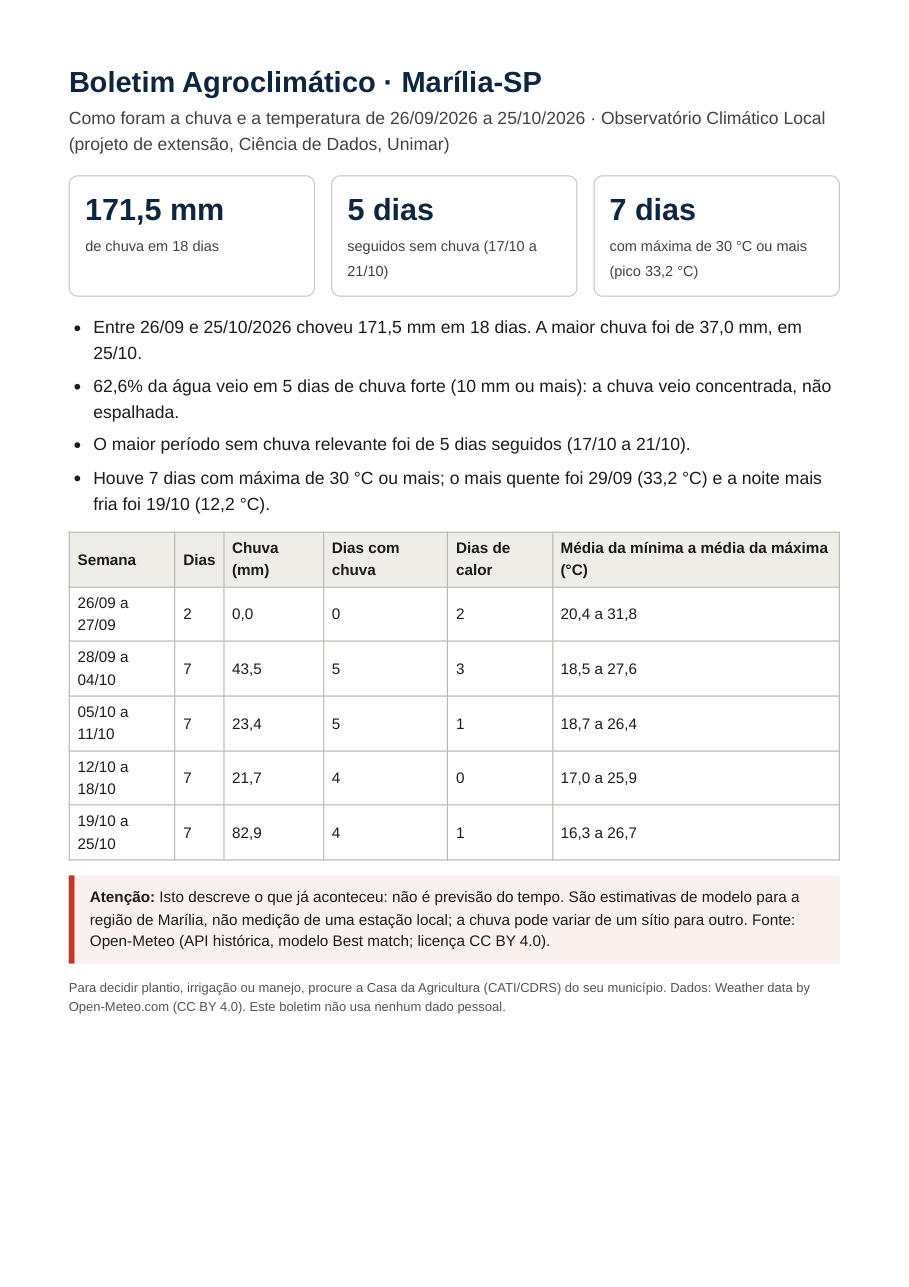 Boletim Agroclimático · Marília-SP
Como foram a chuva e a temperatura de 26/09/2026 a 25/10/2026 · Observatório Climático Local
(projeto de extensão, Ciência de Dados, Unimar)
171,5 mm
de chuva em 18 dias
5 dias
seguidos sem chuva (17/10 a
21/10)
7 dias
com máxima de 30 °C ou mais
(pico 33,2 °C)
• Entre 26/09 e 25/10/2026 choveu 171,5 mm em 18 dias. A maior chuva foi de 37,0 mm, em
25/10.
• 62,6% da água veio em 5 dias de chuva forte (10 mm ou mais): a chuva veio concentrada, não
espalhada.
• O maior período sem chuva relevante foi de 5 dias seguidos (17/10 a 21/10).
• Houve 7 dias com máxima de 30 °C ou mais; o mais quente foi 29/09 (33,2 °C) e a noite mais
fria foi 19/10 (12,2 °C).
Semana Dias Chuva (mm) Dias com chuva Dias de calor Média da mínima a média da máxima (°C)
26/09 a 27/09 2 0,0 0 2 20,4 a 31,8
28/09 a 04/10 7 43,5 5 3 18,5 a 27,6
05/10 a 11/10 7 23,4 5 1 18,7 a 26,4
12/10 a 18/10 7 21,7 4 0 17,0 a 25,9
19/10 a 25/10 7 82,9 4 1 16,3 a 26,7
Atenção: Isto descreve o que já aconteceu: não é previsão do tempo. São estimativas de modelo para a
região de Marília, não medição de uma estação local; a chuva pode variar de um sítio para outro. Fonte:
Open-Meteo (API histórica, modelo Best match; licença CC BY 4.0).
Para decidir plantio, irrigação ou manejo, procure a Casa da Agricultura (CATI/CDRS) do seu município. Dados: Weather data by
Open-Meteo.com (CC BY 4.0). Este boletim não usa nenhum dado pessoal.